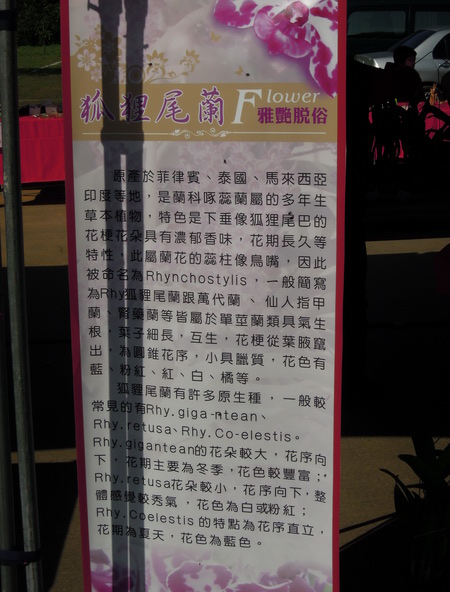 狐狸尾蘭
Flower
雅艷脱俗
原產於菲律賓、泰國、馬來西亞
印度等地，是蘭科啄蕊蘭屬的多年生
草本植物，特色是下垂像狐狸尾巴的
花梗花朵具有濃郁香味，花期長久等
特性，此屬蘭花的蕊柱像鳥嘴，因此
被命名為Rhynchostylis，一般簡寫
為Rhy狐狸尾蘭跟萬代蘭、仙人指甲
蘭、腎藥蘭等皆屬於單莖蘭類具氣生
根，葉子細長，互生，花梗從葉腋竄
出，為圓錐花序，小具臘質，花色有
藍、粉紅、紅、白、橘等。
狐狸尾蘭有許多原生種，一般較
常見的有Rhy.giga-ntean、
Rhy.retusa、Rhy.Co-elestis。
Rhy.gigantean的花朵較大，花序向
下，花期主要為冬季，花色較豐富；
Rhy.retusa花朵較小，花序向下，整
體感覺較秀氣，花色為白或粉紅；
Rhy.Coelestis的特點為花序直立，
花期為夏天，花色為藍色。